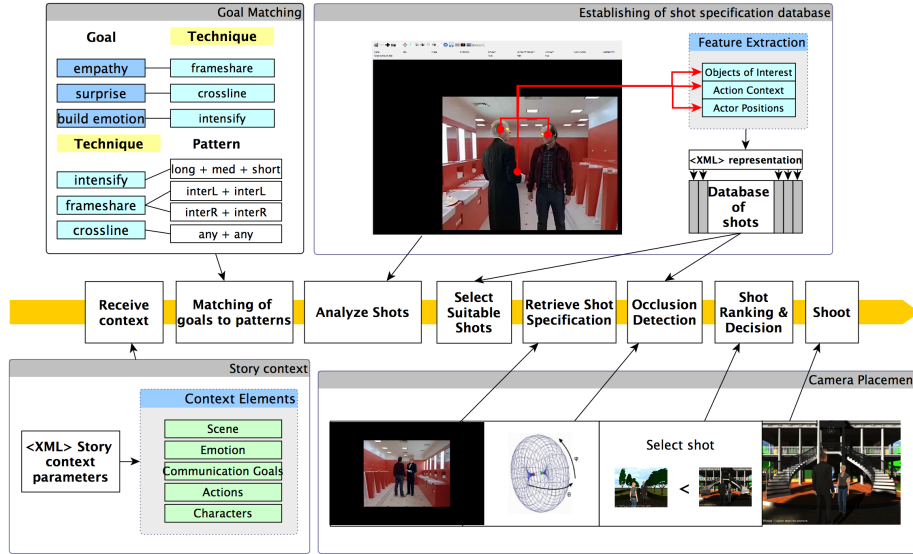 Goal Matching
Goal
Technique
empathy
frameshare
surprise
crossline
build emotion
intensify
Technique
Pattern
intensify
long + med + short
frameshare
interL + interL
interR + interR
crossline
any + any
Establishing of shot specification database
Feature Extraction
Objects of Interest
Action Context
Actor Positions
<XML> representation
Database
of
shots
Receive
context
Matching of
goals to patterns
Analyze Shots
Select
Suitable
Shots
Retrieve Shot
Specification
Occlusion
Detection
Shot
Ranking &
Decision
Shoot
Story context
Context Elements
<XML> Story
context
parameters
Scene
Emotion
Communication Goals
Actions
Characters
Camera Placemen
φ
θ
Select shot
<